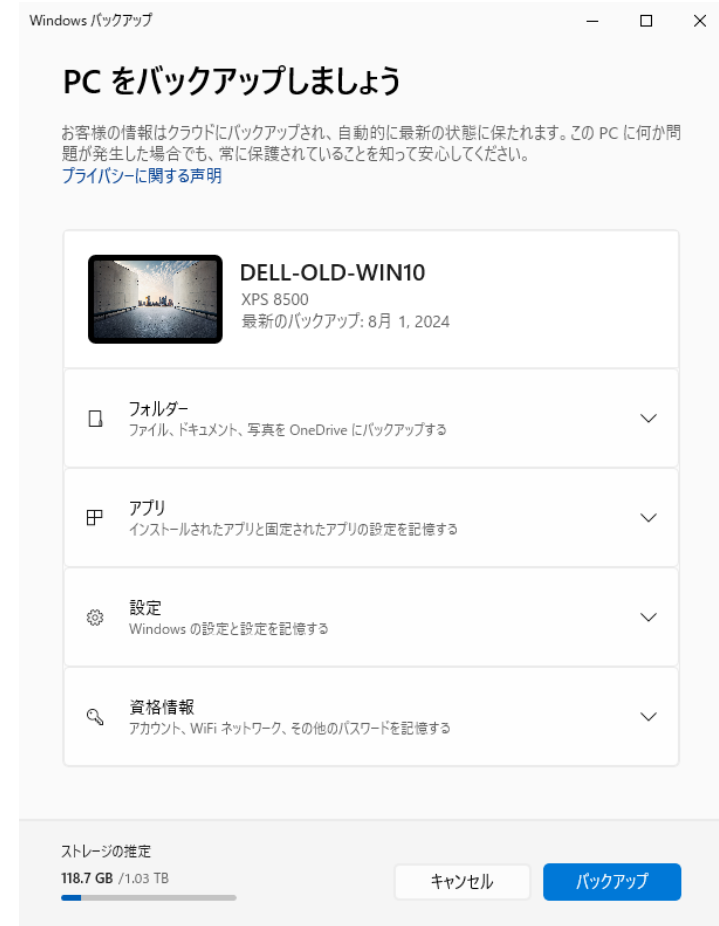 Windows バックアップ
PC をバックアップしましょう
お客様の情報はクラウドにバックアップされ、自動的に最新の状態に保たれます。この PC に何か問
題が発生した場合でも、常に保護されていることを知って安心してください。
プライバシーに関する声明
DELL-OLD-WIN10
XPS 8500
最新のバックアップ: 8月 1, 2024
フォルダー
ファイル、ドキュメント、写真を OneDrive にバックアップする
アプリ
インストールされたアプリと固定されたアプリの設定を記憶する
設定
Windows の設定と設定を記憶する
資格情報
アカウント、WiFi ネットワーク、その他のパスワードを記憶する
ストレージの推定
118.7 GB /1.03 TB
キャンセル
バックアップ